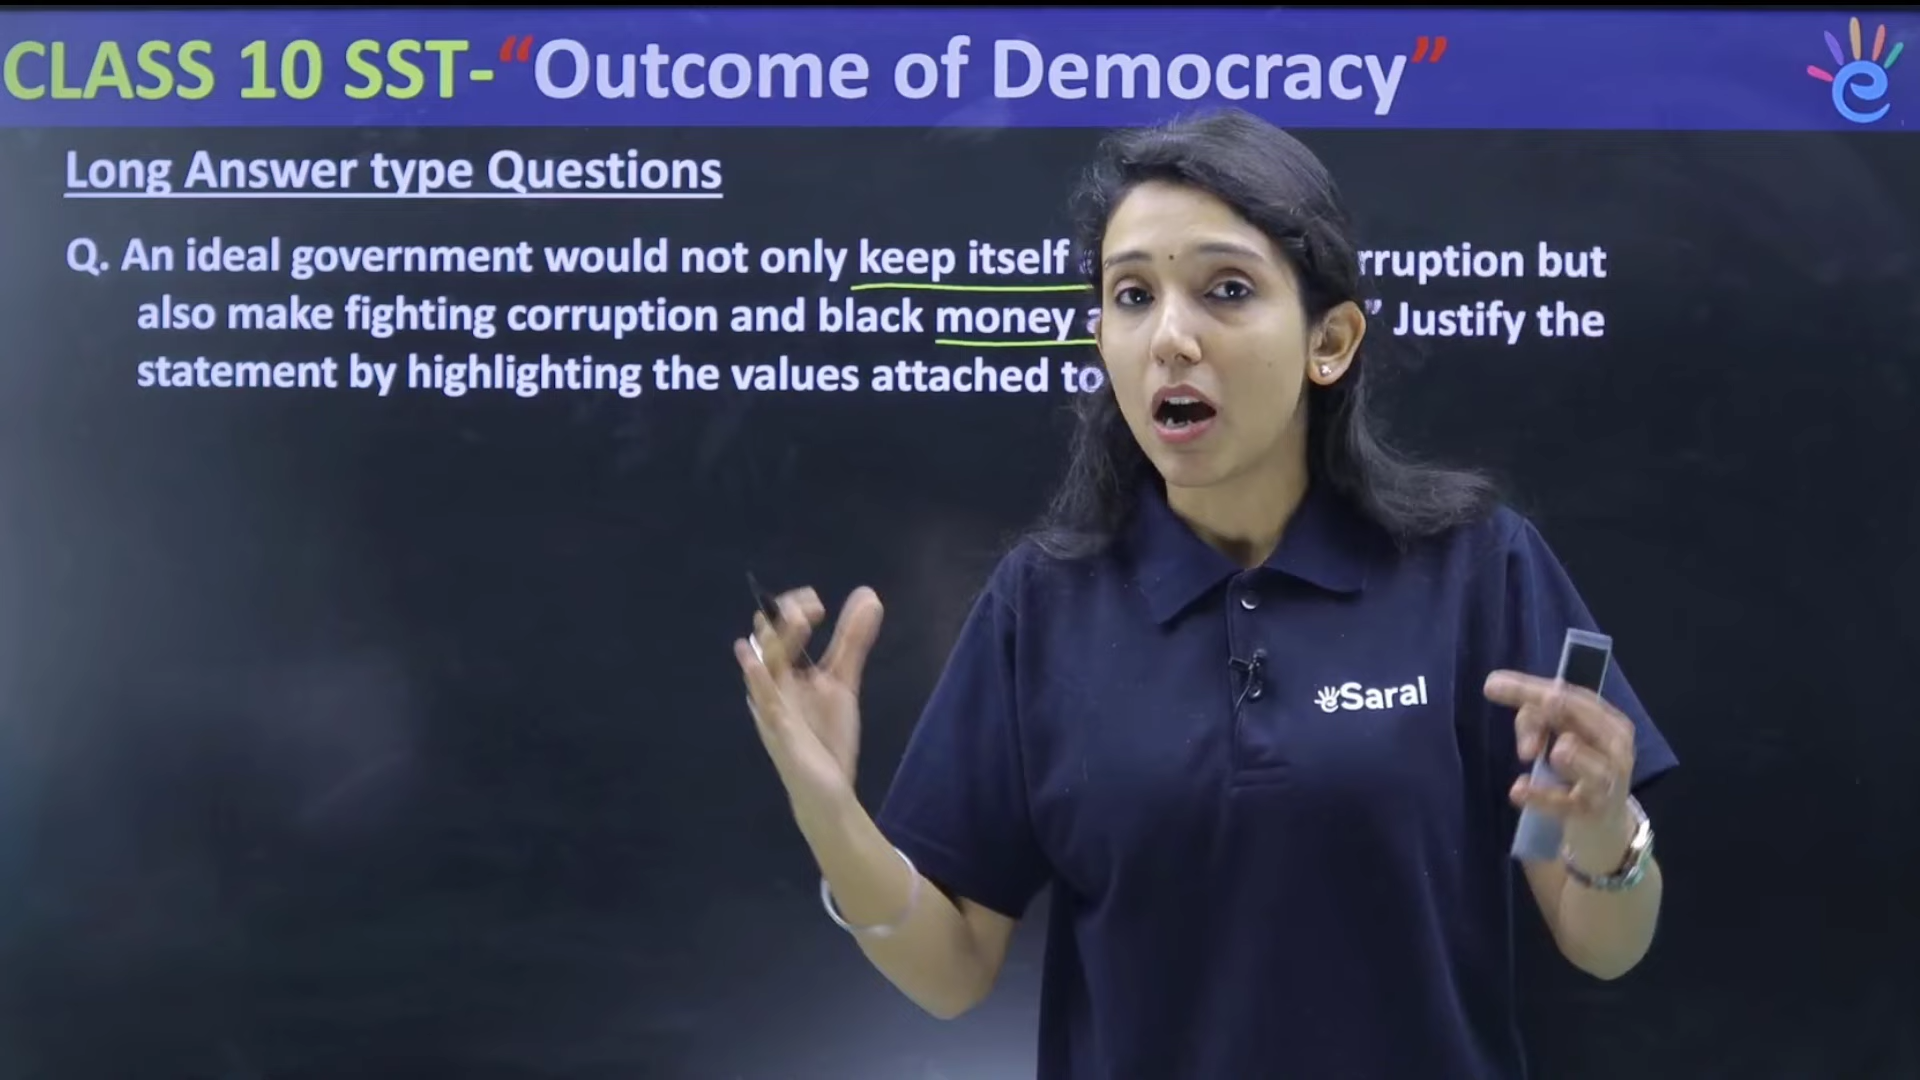 CLASS 10 SST-“Outcome of Democracy”
Long Answer type Questions
Q. An ideal government would not only keep itself rruption but
also make fighting corruption and black money ” Justify the
statement by highlighting the values attached to
eSaral